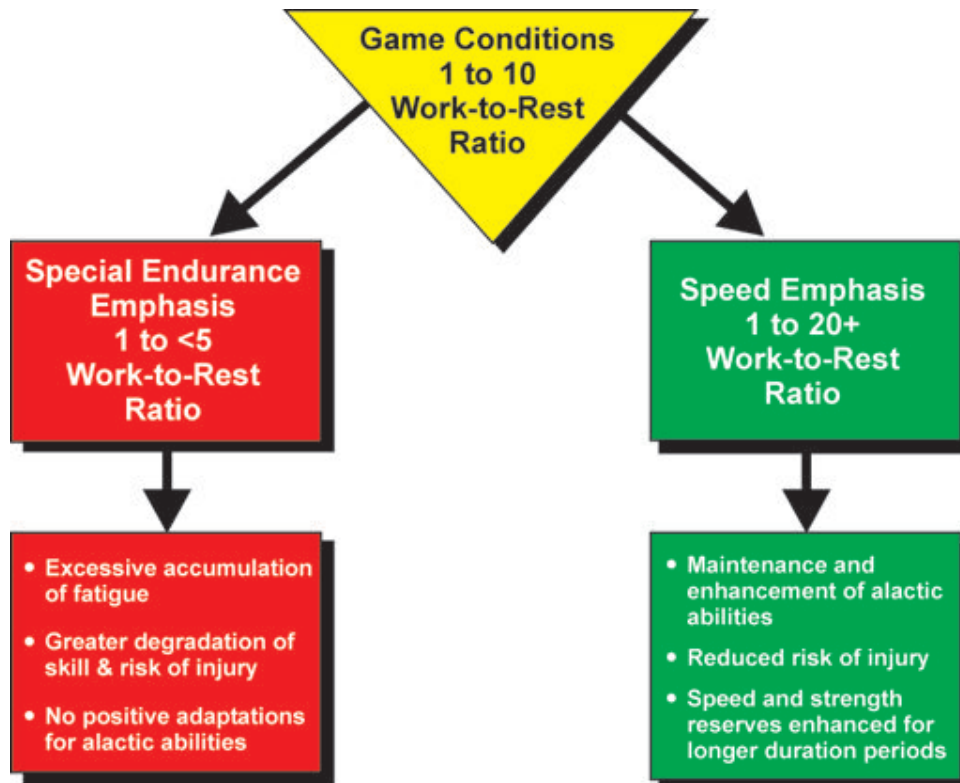 Game Conditions
1 to 10
Work-to-Rest
Ratio
Special Endurance
Emphasis
1 to <5
Work-to-Rest
Ratio
Speed Emphasis
1 to 20+
Work-to-Rest
Ratio
• Excessive accumulation
of fatigue
• Greater degradation of
skill & risk of injury
• No positive adaptations
for alactic abilities
• Maintenance and
enhancement of alactic
abilities
• Reduced risk of injury
• Speed and strength
reserves enhanced for
longer duration periods